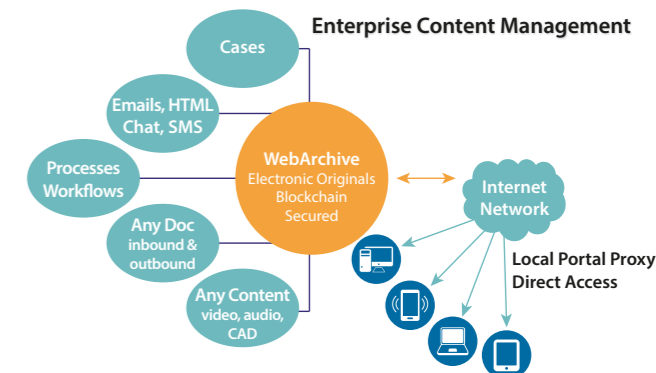 Enterprise Content Management
Cases
Emails, HTML
Chat, SMS
Processes
Workflows
Any Doc
inbound &
outbound
Any Content
video, audio,
CAD
WebArchive
Electronic Originals
Blockchain
Secured
Internet
Network
Local Portal Proxy
Direct Access